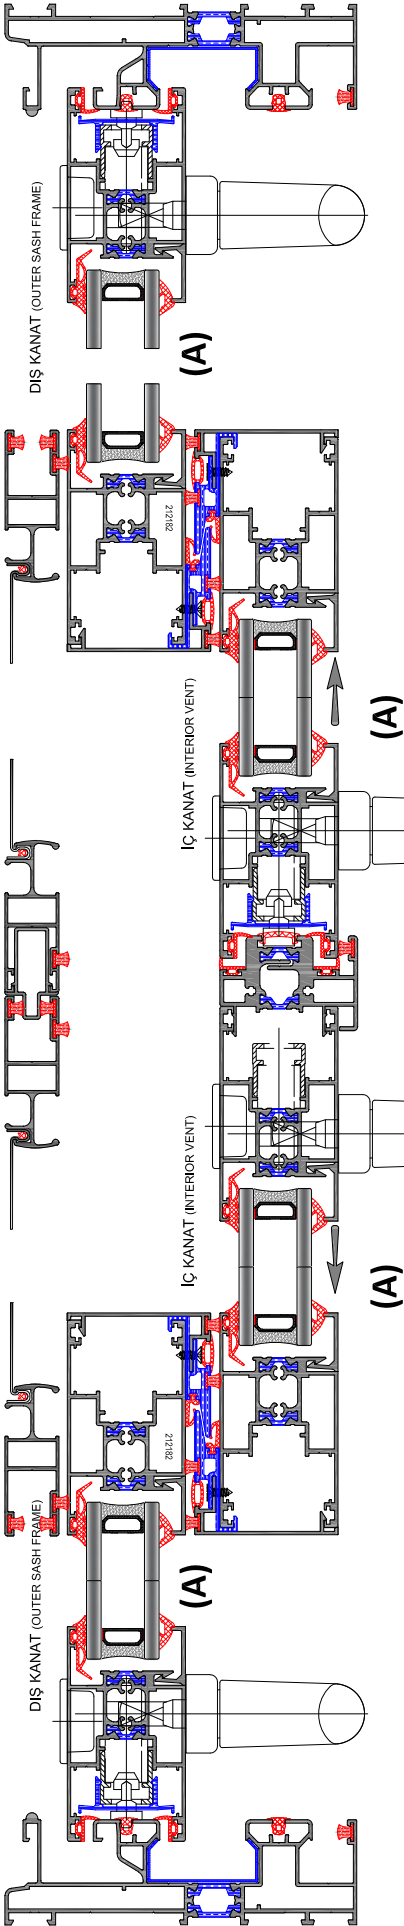 DIŞ KANAT (OUTER SASH FRAME)
(A)
212182
İÇ KANAT (INTERIOR VENT)
(A)
İÇ KANAT (INTERIOR VENT)
(A)
212182
DIŞ KANAT (OUTER SASH FRAME)
(A)